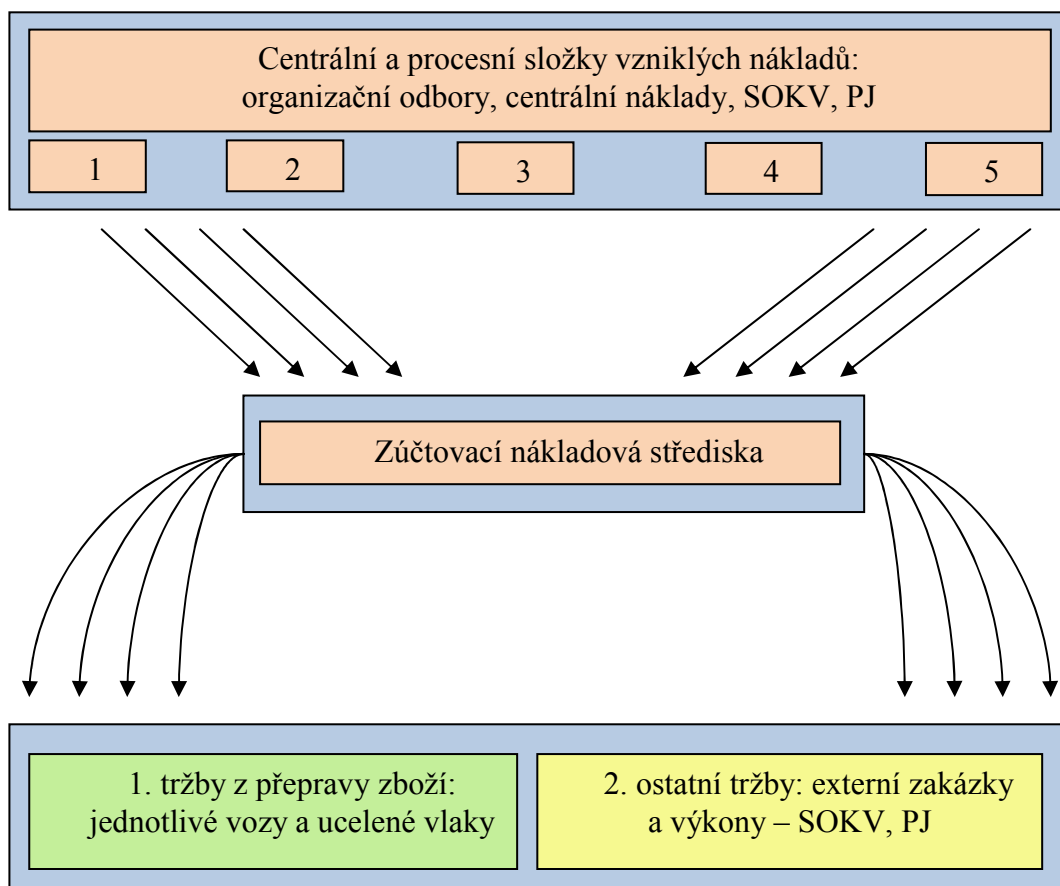 Centrální a procesní složky vzniklých nákladů:
organizační odbory, centrální náklady, SOKV, PJ
1 2 3 4 5
Zúčtovací nákladová střediska
1. tržby z přepravy zboží:
jednotlivé vozy a ucelené vlaky
2. ostatní tržby: externí zakázky
a výkony – SOKV, PJ